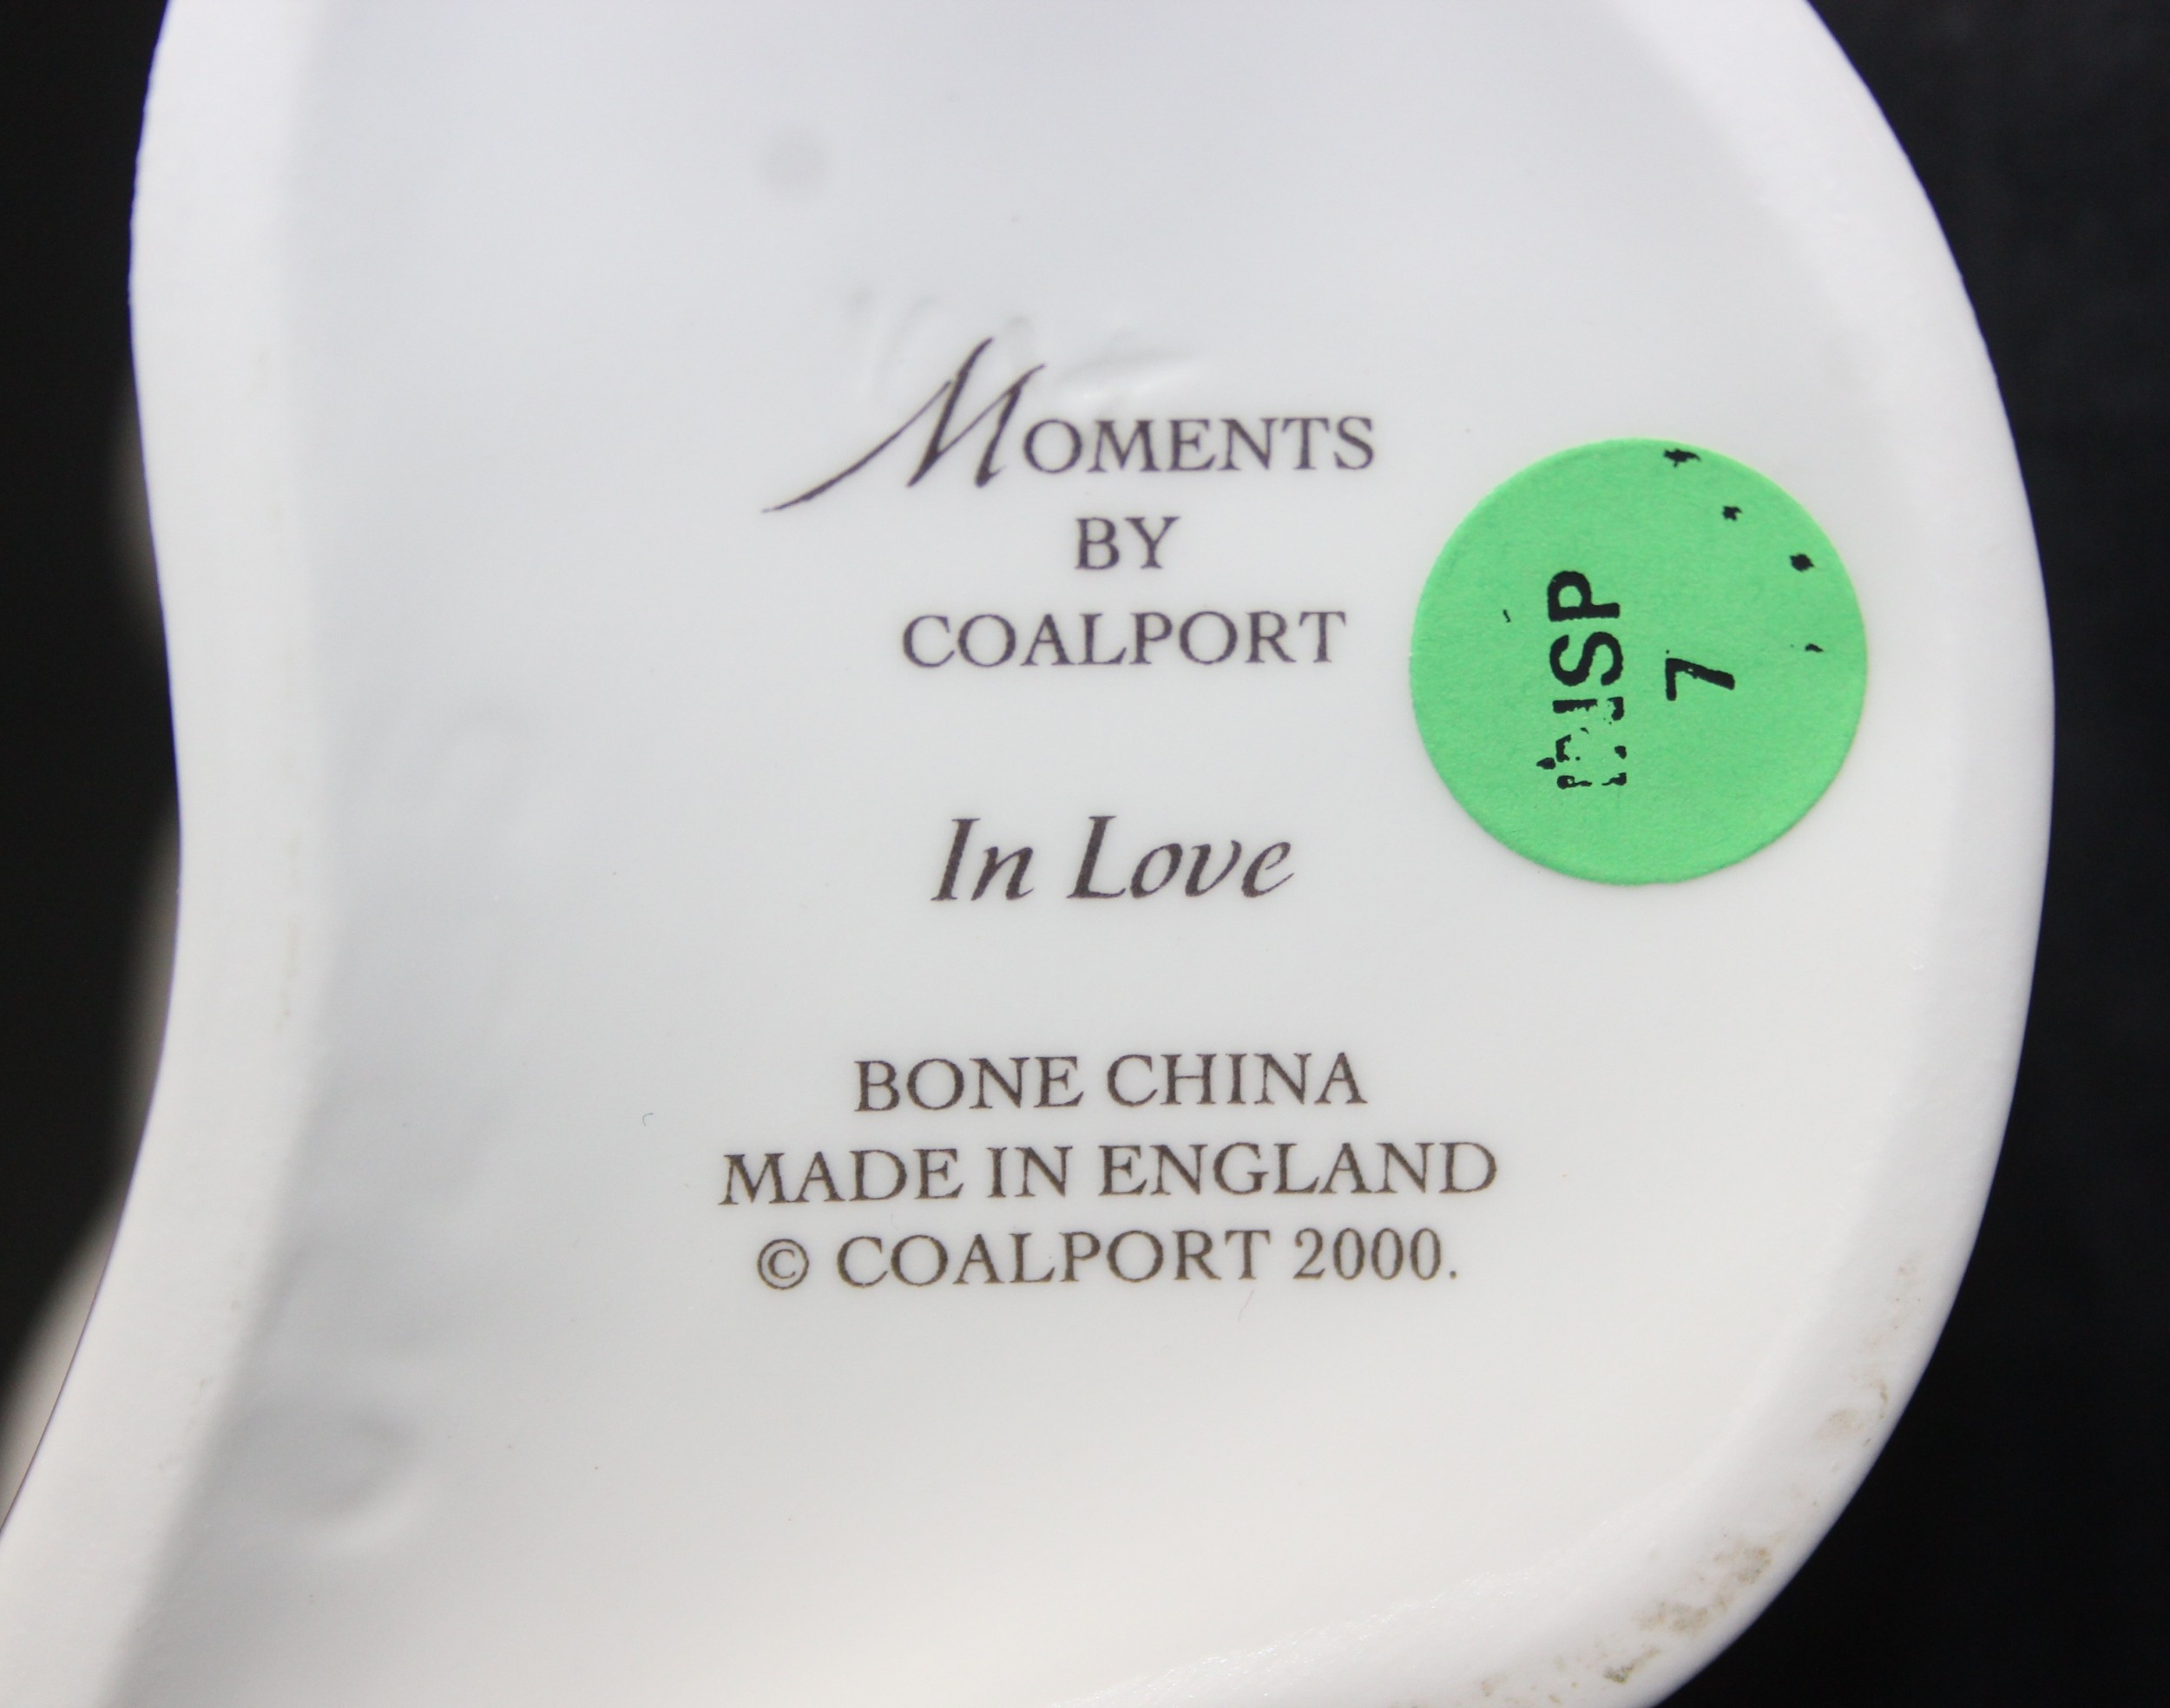 MOMENTS
BY
COALPORT
In Love
BONE CHINA
MADE IN ENGLAND
© COALPORT 2000.
7